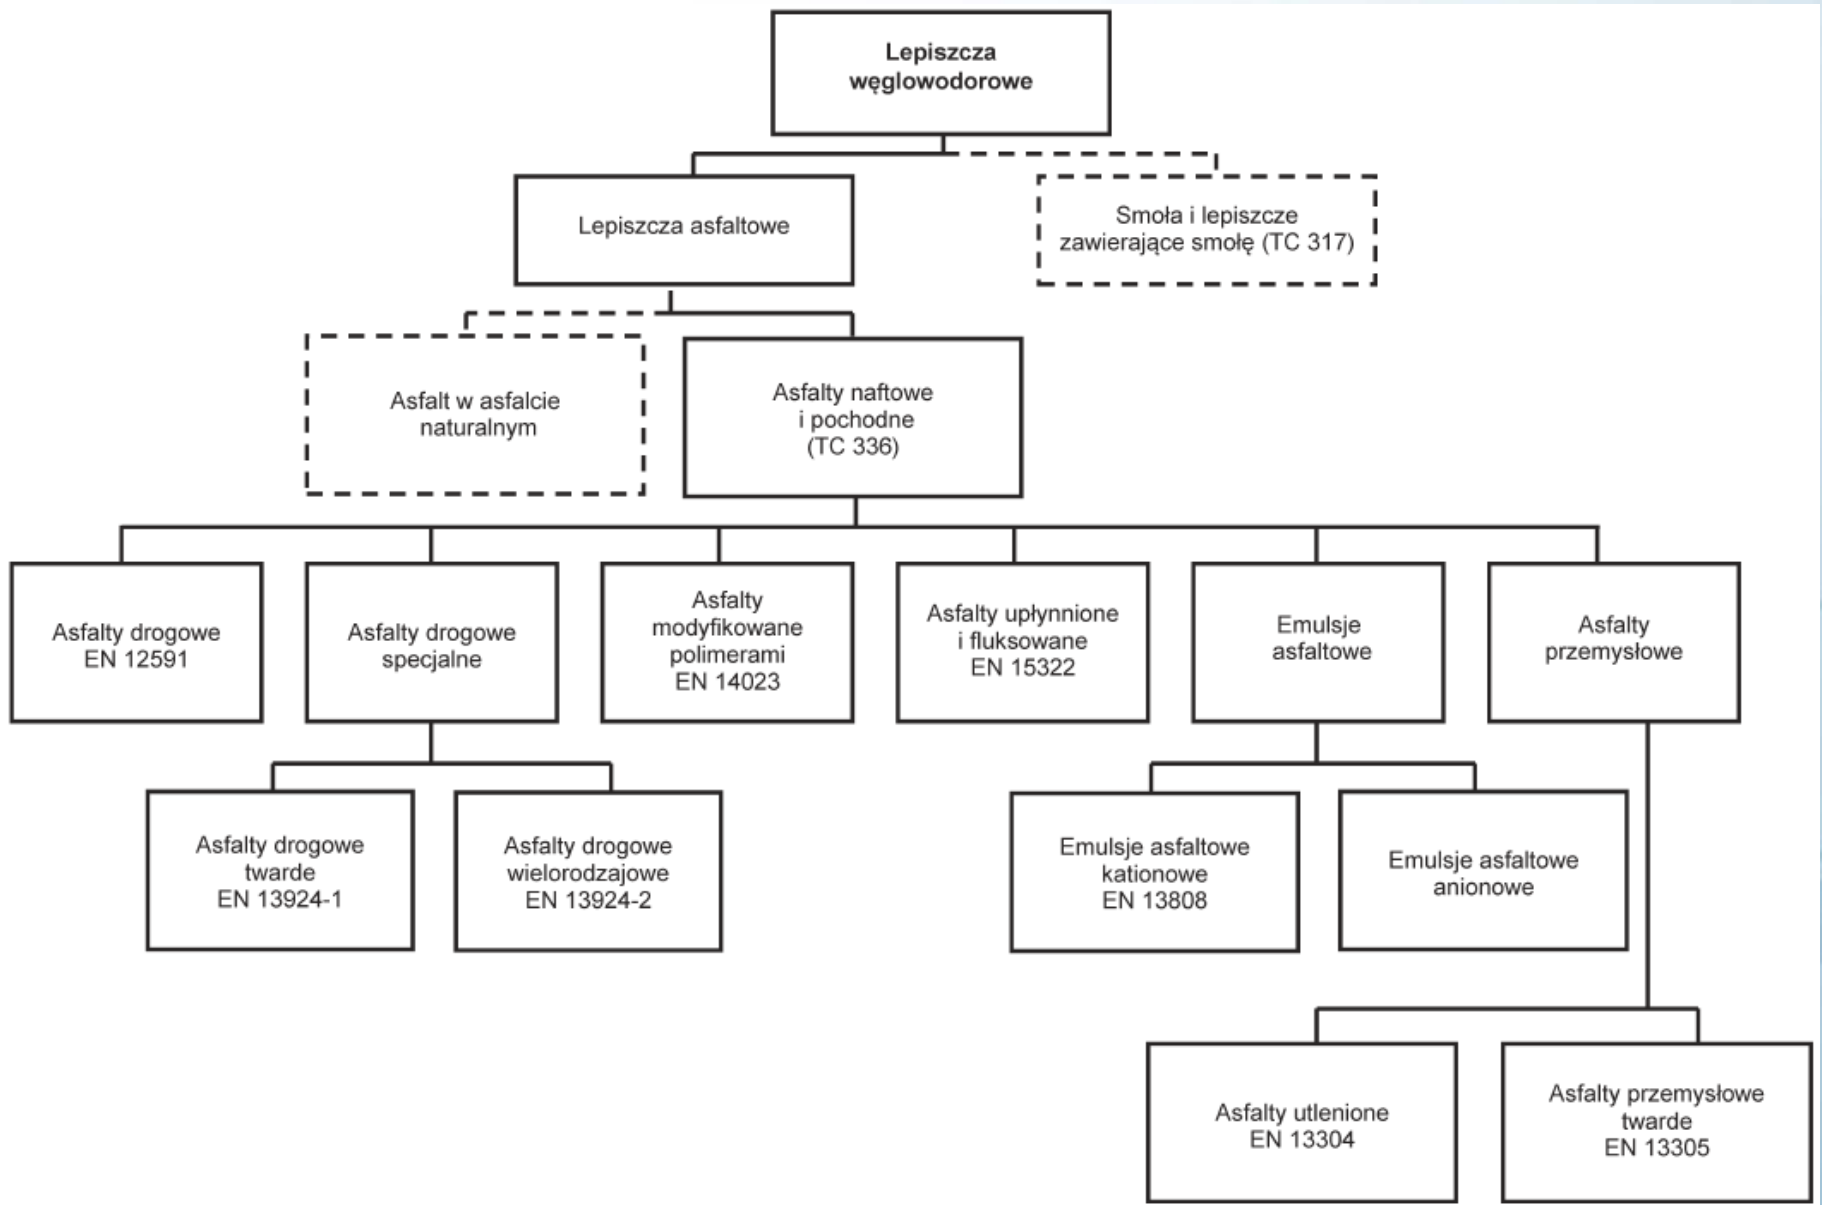 Lepiszcza
węglowodorowe
Lepiszcza asfaltowe
Smoła i lepiszcze
zawierające smołę (TC 317)
Asfalt w asfalcie
naturalnym
Asfalty naftowe
i pochodne
(TC 336)
Asfalty drogowe
EN 12591
Asfalty drogowe
specjalne
Asfalty
modyfikowane
polimerami
EN 14023
Asfalty upłynnione
i fluksowane
EN 15322
Emulsje
asfaltowe
Asfalty
przemysłowe
Asfalty drogowe
twarde
EN 13924-1
Asfalty drogowe
wielorodzajowe
EN 13924-2
Emulsje asfaltowe
kationowe
EN 13808
Emulsje asfaltowe
anionowe
Asfalty utlenione
EN 13304
Asfalty przemysłowe
twarde
EN 13305